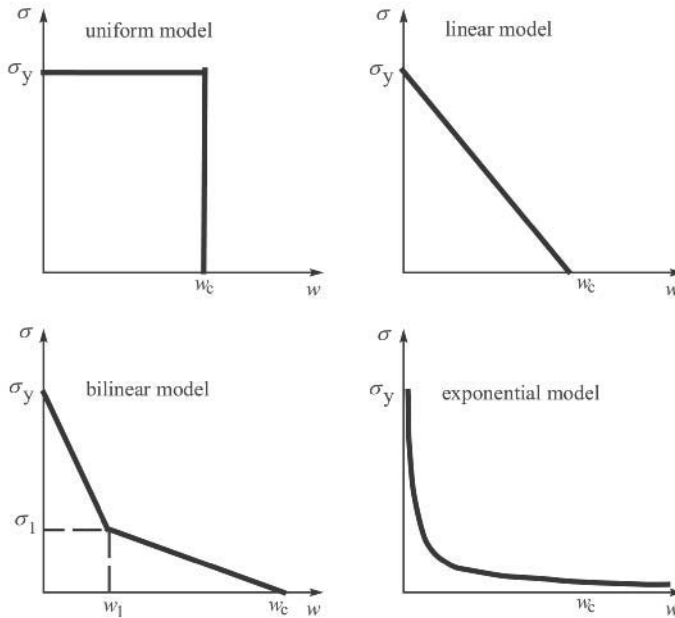 σ
uniform model
σy
wc
w
σ
linear model
σy
wc
w
σ
bilinear model
σy
σ1
w1
wc
w
σ
exponential model
σy
wc
w